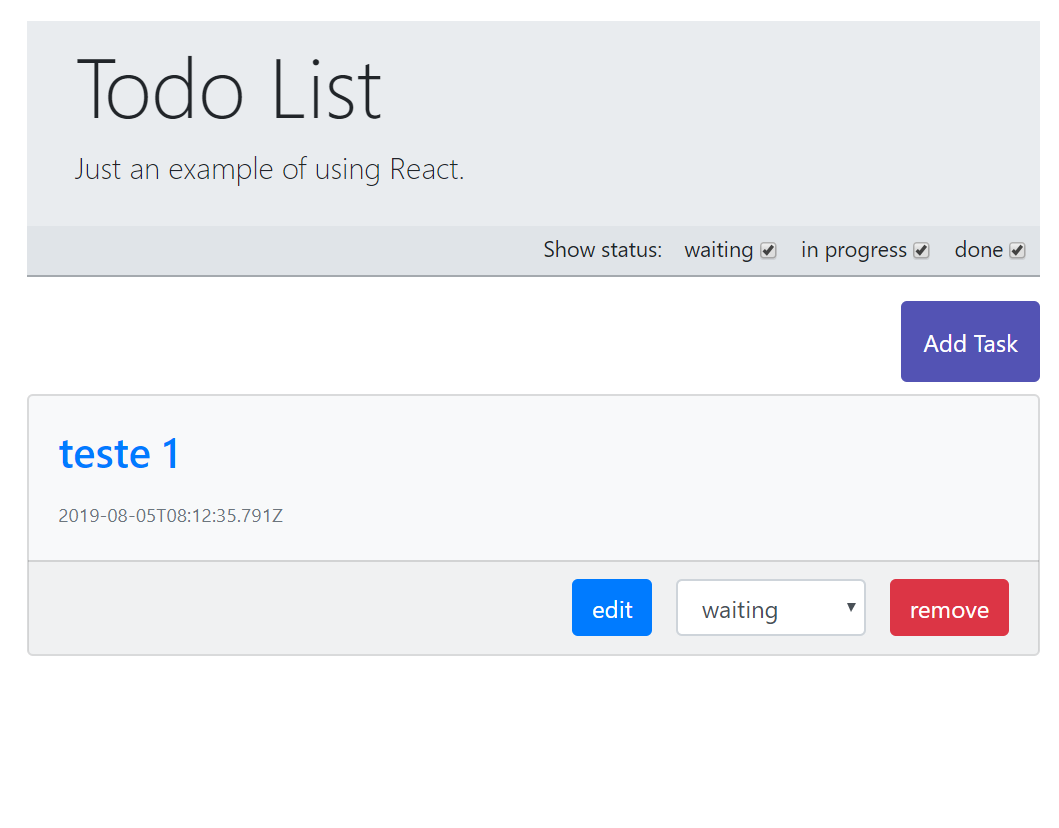 Todo List
Just an example of using React.
Show status: waiting in progress done
Add Task
teste 1
2019-08-05T08:12:35.791Z
edit waiting remove